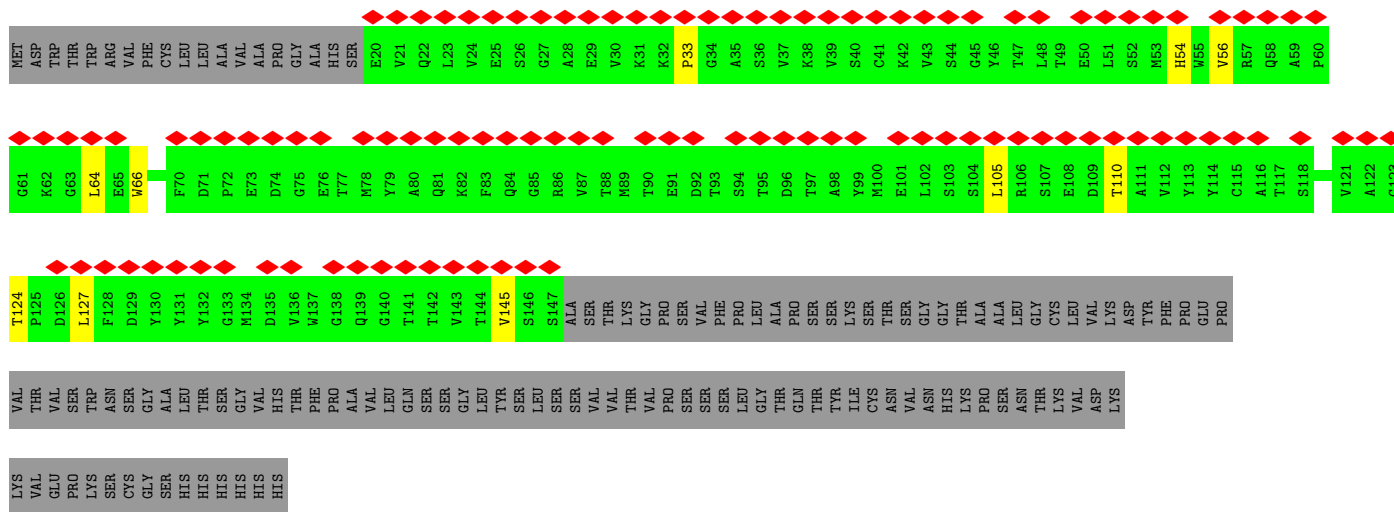 MET ASP TRP THR TRP ARG VAL PHE CYS LEU LEU ALA VAL ALA PRO GLY ALA HIS SER E20 V21 Q22 L23 V24 E25 S26 G27 A28 E29 V30 K31 K32 P33 G34 A35 S36 V37 K38 V39 S40 C41 K42 V43 S44 G45 Y46 T47 L48 T49 E50 L51 S52 M53 H54 W55 V56 R57 Q58 A59 P60
G61 K62 G63 L64 E65 W66 F70 D71 P72 E73 D74 G75 E76 T77 M78 Y79 A80 Q81 K82 F83 Q84 G85 R86 V87 T88 M89 T90 E91 D92 T93 S94 T95 D96 T97 A98 Y99 M100 E101 L102 S103 S104 L105 R106 S107 E108 D109 T110 A111 V112 Y113 Y114 C115 A116 T117 S118 V121 A122 G123
T124 P125 D126 L127 F128 D129 Y130 Y131 Y132 G133 M134 D135 V136 W137 G138 Q139 G140 T141 T142 V143 T144 V145 S146 S147 ALA SER THR LYS GLY PRO SER VAL PHE PRO LEU ALA PRO SER SER LYS SER THR SER GLY GLY THR ALA ALA LEU GLY CYS LEU VAL LYS ASP TYR PHE PRO GLU PRO
VAL THR VAL SER TRP ASN SER GLY ALA LEU THR SER GLY VAL HIS THR PHE PRO ALA VAL LEU GLN SER SER GLY LEU TYR SER LEU SER SER VAL VAL THR VAL PRO SER SER SER LEU GLY THR GLN THR TYR ILE CYS ASN VAL ASN HIS LYS PRO SER ASN THR LYS VAL ASP LYS
LYS VAL GLU PRO LYS SER CYS GLY SER HIS HIS HIS HIS HIS HIS